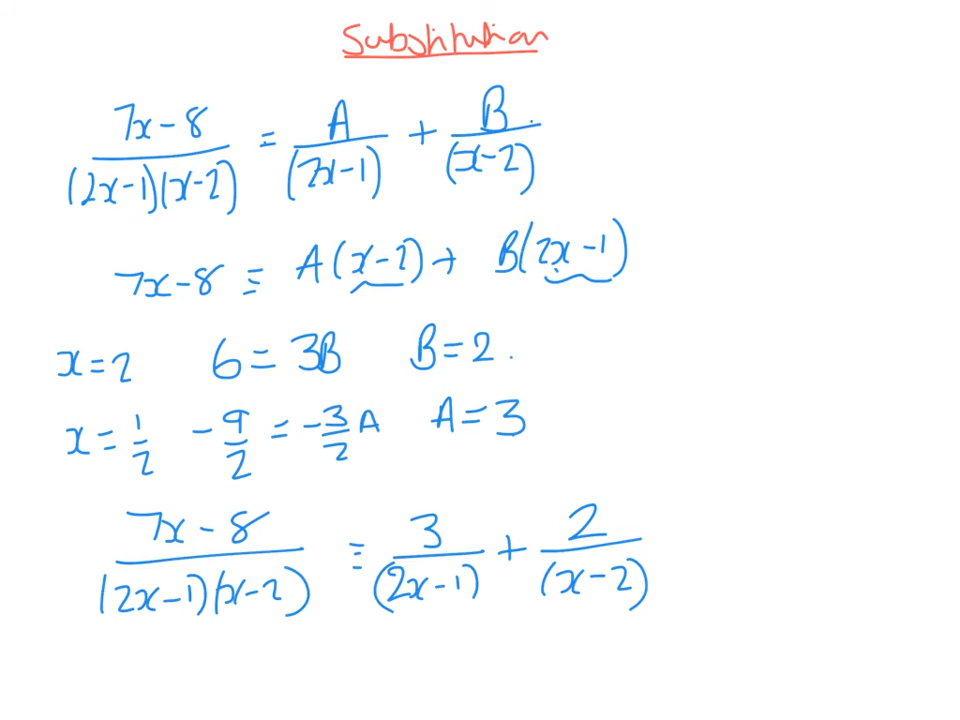 Substitution
7x-8/(2x-1)(x-2) = A/(2x-1) + B/(x-2)
7x-8 ≡ A(x-2) + B(2x-1)
x=2 6=3B B=2.
x=1/2 -9/2=-3/2A A=3
7x-8/(2x-1)(x-2) ≡ 3/(2x-1) + 2/(x-2)